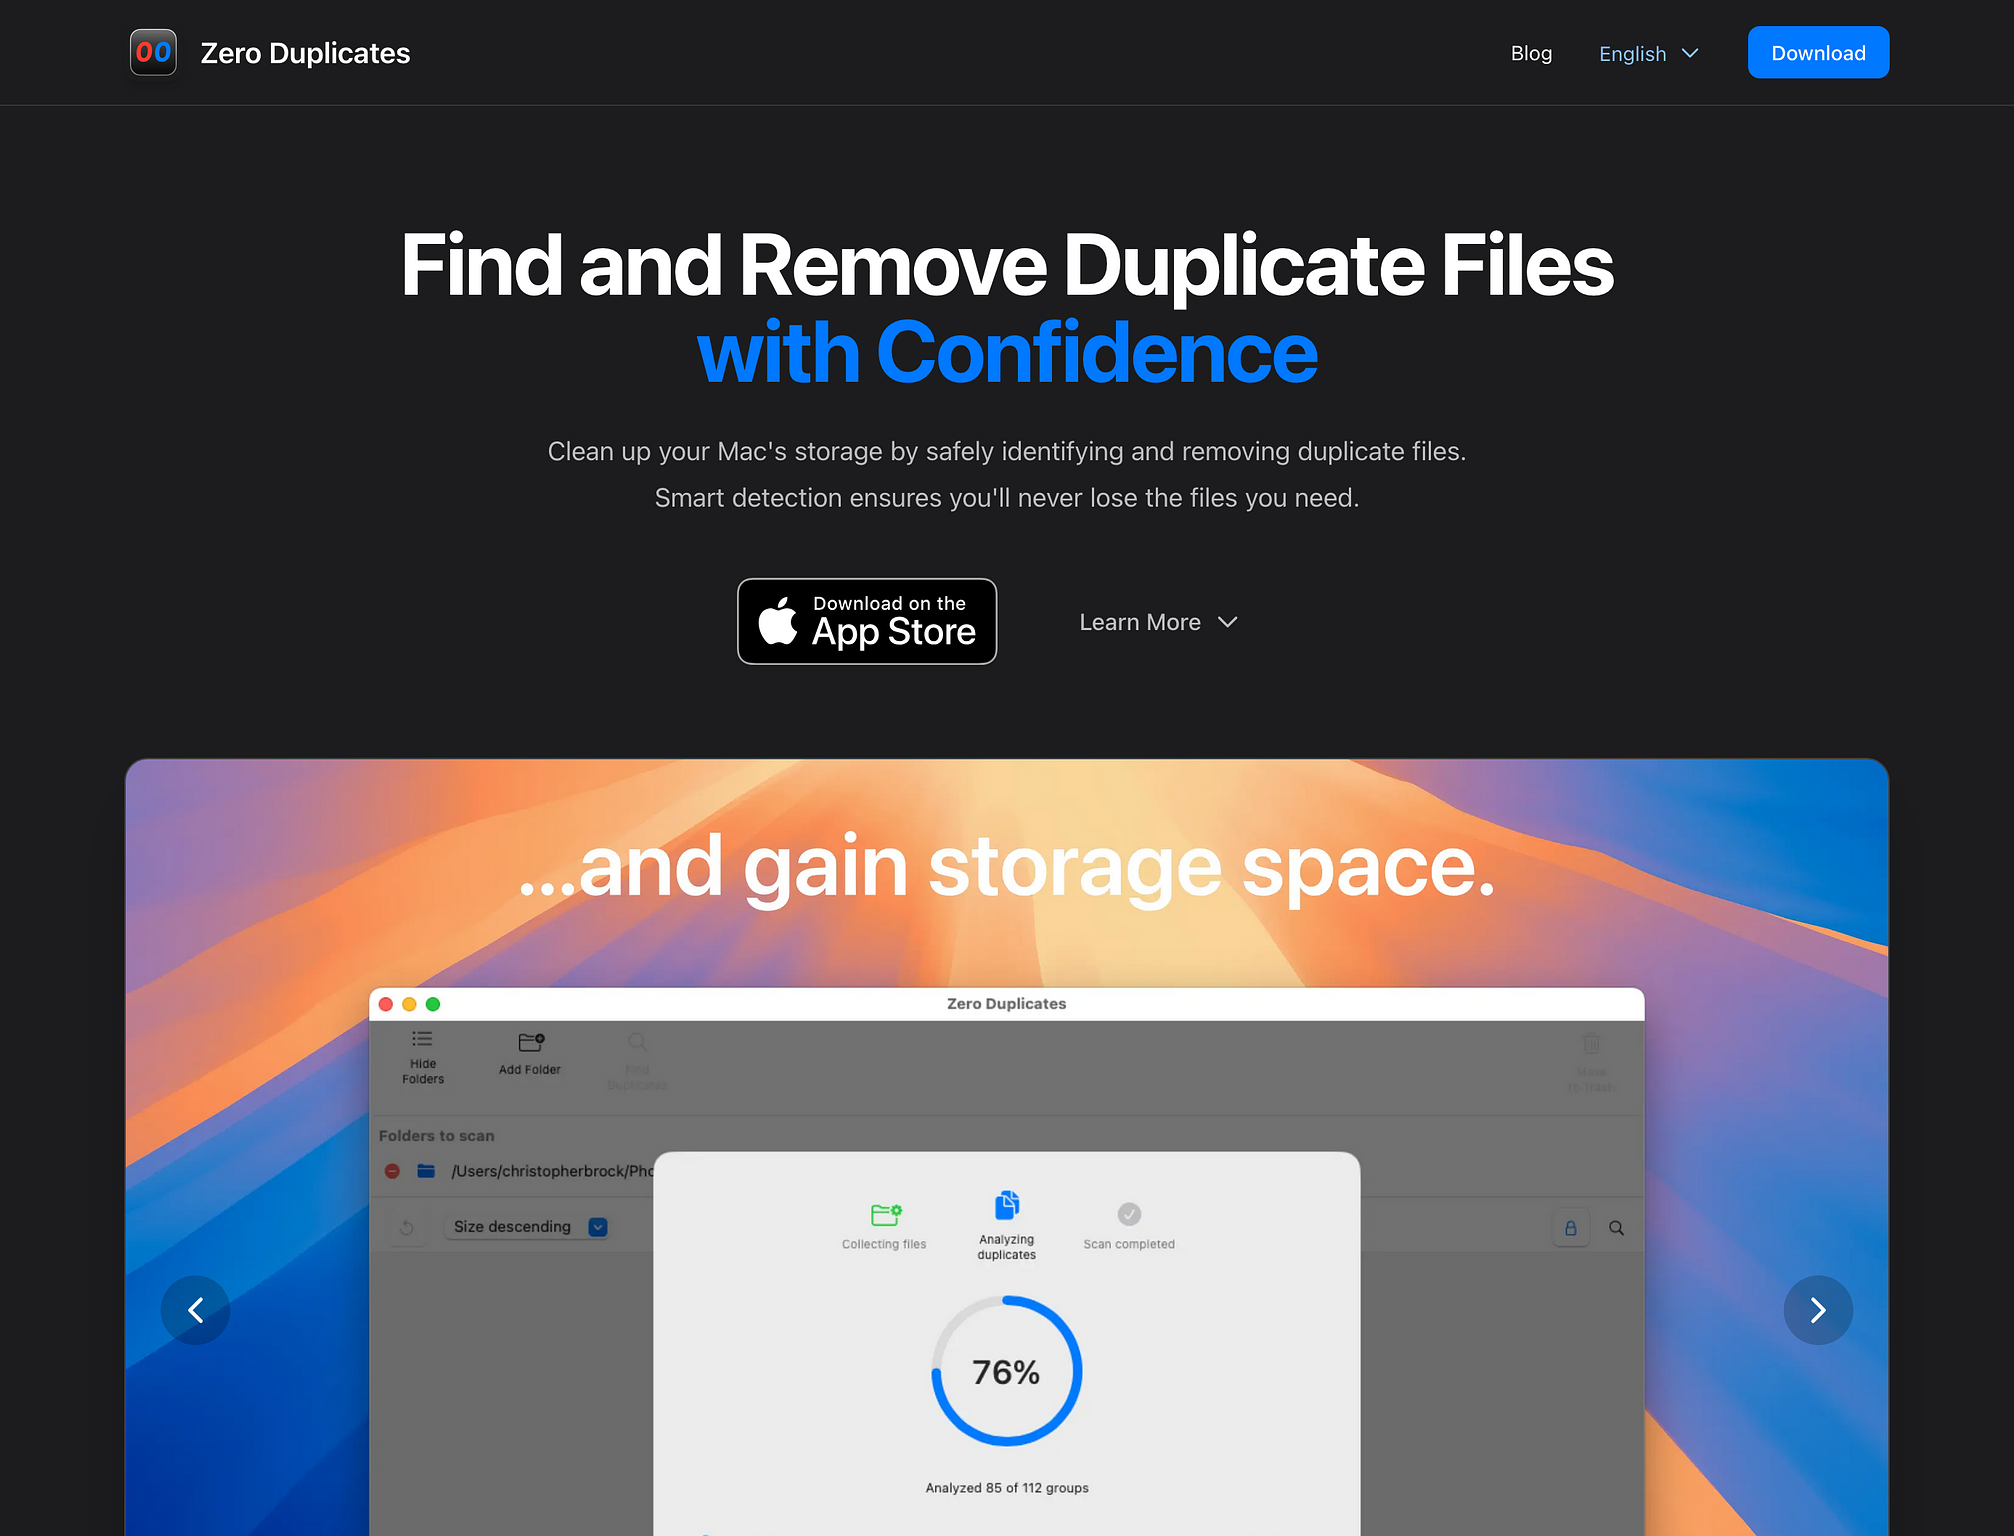 00 Zero Duplicates
Blog
English
Download
Find and Remove Duplicate Files
with Confidence
Clean up your Mac's storage by safely identifying and removing duplicate files.
Smart detection ensures you'll never lose the files you need.
Download on the
App Store
Learn More
...and gain storage space.
Zero Duplicates
Hide
Folders
Add Folder
Find
Duplicates
Move
to Trash
Folders to scan
/Users/christopherbrock/Pho
Size descending
Collecting files
Analyzing
duplicates
Scan completed
76%
Analyzed 85 of 112 groups